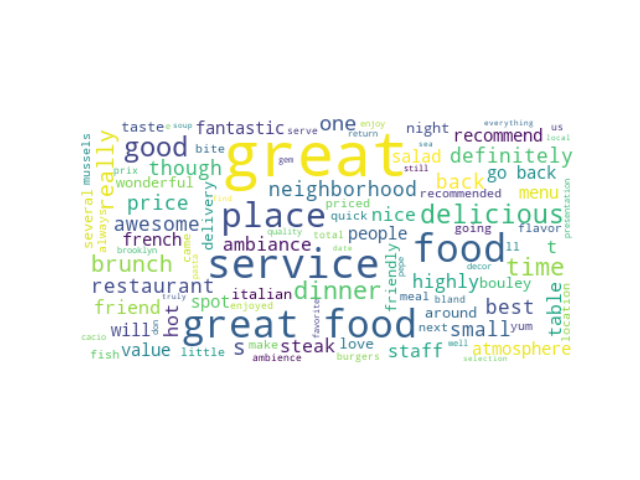 everything
taste e soup fantastic serve one enjoy return night recommend us local
mussels really good great gem sea still salad definitely
bite though prix wonderful neighborhood back go back
several always price delivery find priced recommended menu presentation
awesome place quick nice delicious going flavor
french came ambiance quality people food ll t
brooklyn brunch pasta service date friendly pepe decor time
restaurant italian dinner meal highly bouley
friend truly spot enjoyed favorite bland around best table location
will don hot great food next small yum
cacio s make steak love staff well atmosphere
fish value little ambience burgers selection